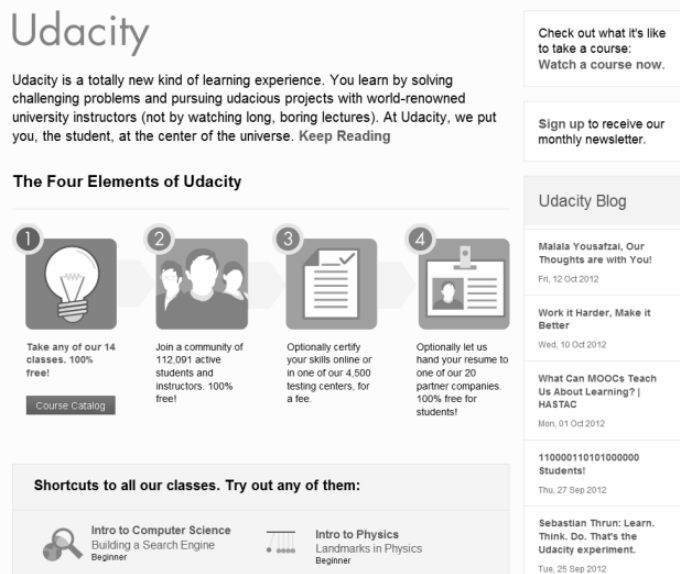 Udacity
Udacity is a totally new kind of learning experience. You learn by solving
challenging problems and pursuing udacious projects with world-renowned
university instructors (not by watching long, boring lectures). At Udacity, we put
you, the student, at the center of the universe. Keep Reading
The Four Elements of Udacity
1
Take any of our 14
classes. 100%
free!
Course Catalog
2
Join a community of
112,091 active
students and
instructors. 100%
free!
3
Optionally certify
your skills online or
in one of our 4,500
testing centers, for
a fee.
4
Optionally let us
hand your resume to
one of our 20
partner companies.
100% free for
students!
Shortcuts to all our classes. Try out any of them:
Intro to Computer Science
Building a Search Engine
Beginner
Intro to Physics
Landmarks in Physics
Beginner
Check out what it's like
to take a course:
Watch a course now.
Sign up to receive our
monthly newsletter.
Udacity Blog
Malala Yousafzai, Our
Thoughts are with You!
Fri, 12 Oct 2012
Work it Harder, Make it
Better
Wed, 10 Oct 2012
What Can MOOCs Teach
Us About Learning? |
HASTAC
Mon, 01 Oct 2012
110000110101000000
Students!
Thu, 27 Sep 2012
Sebastian Thrun: Learn.
Think. Do. That's the
Udacity experiment.
Tue, 25 Sep 2012